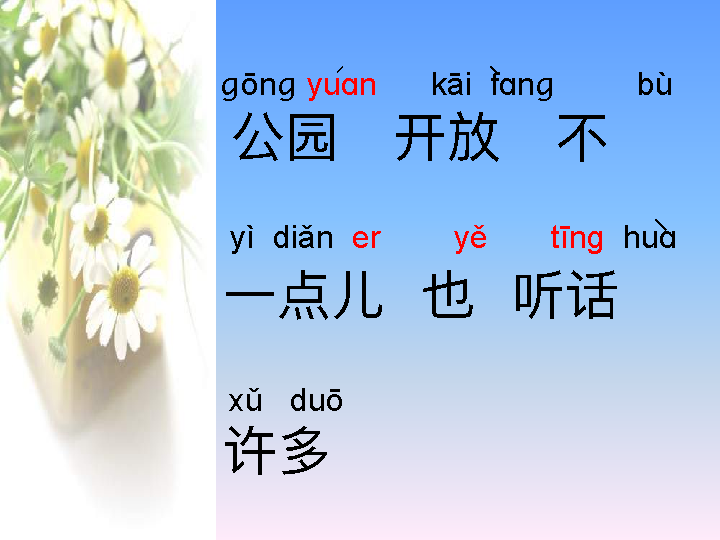 gōng yuán kāi fàng bù
公园 开放 不
yì diǎn er yě tīng huà
一点儿 也 听话
xǔ duō
许多